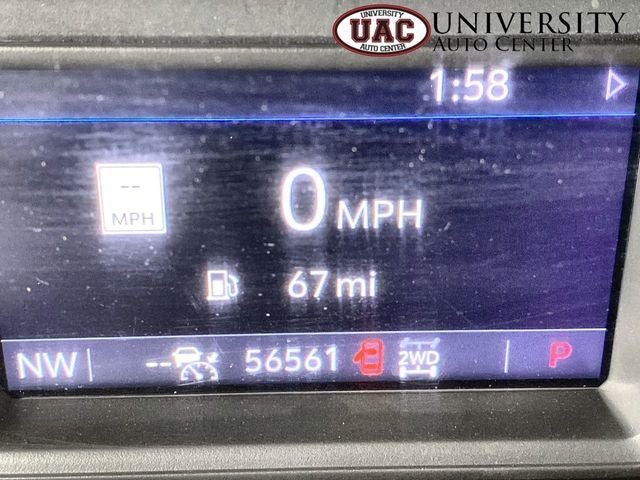 UNIVERSITY
UAC
AUTO CENTER
UNIVERSITY
AUTO CENTER
1:58
--
MPH
0 MPH
67 mi
NW -- 56561 2WD P